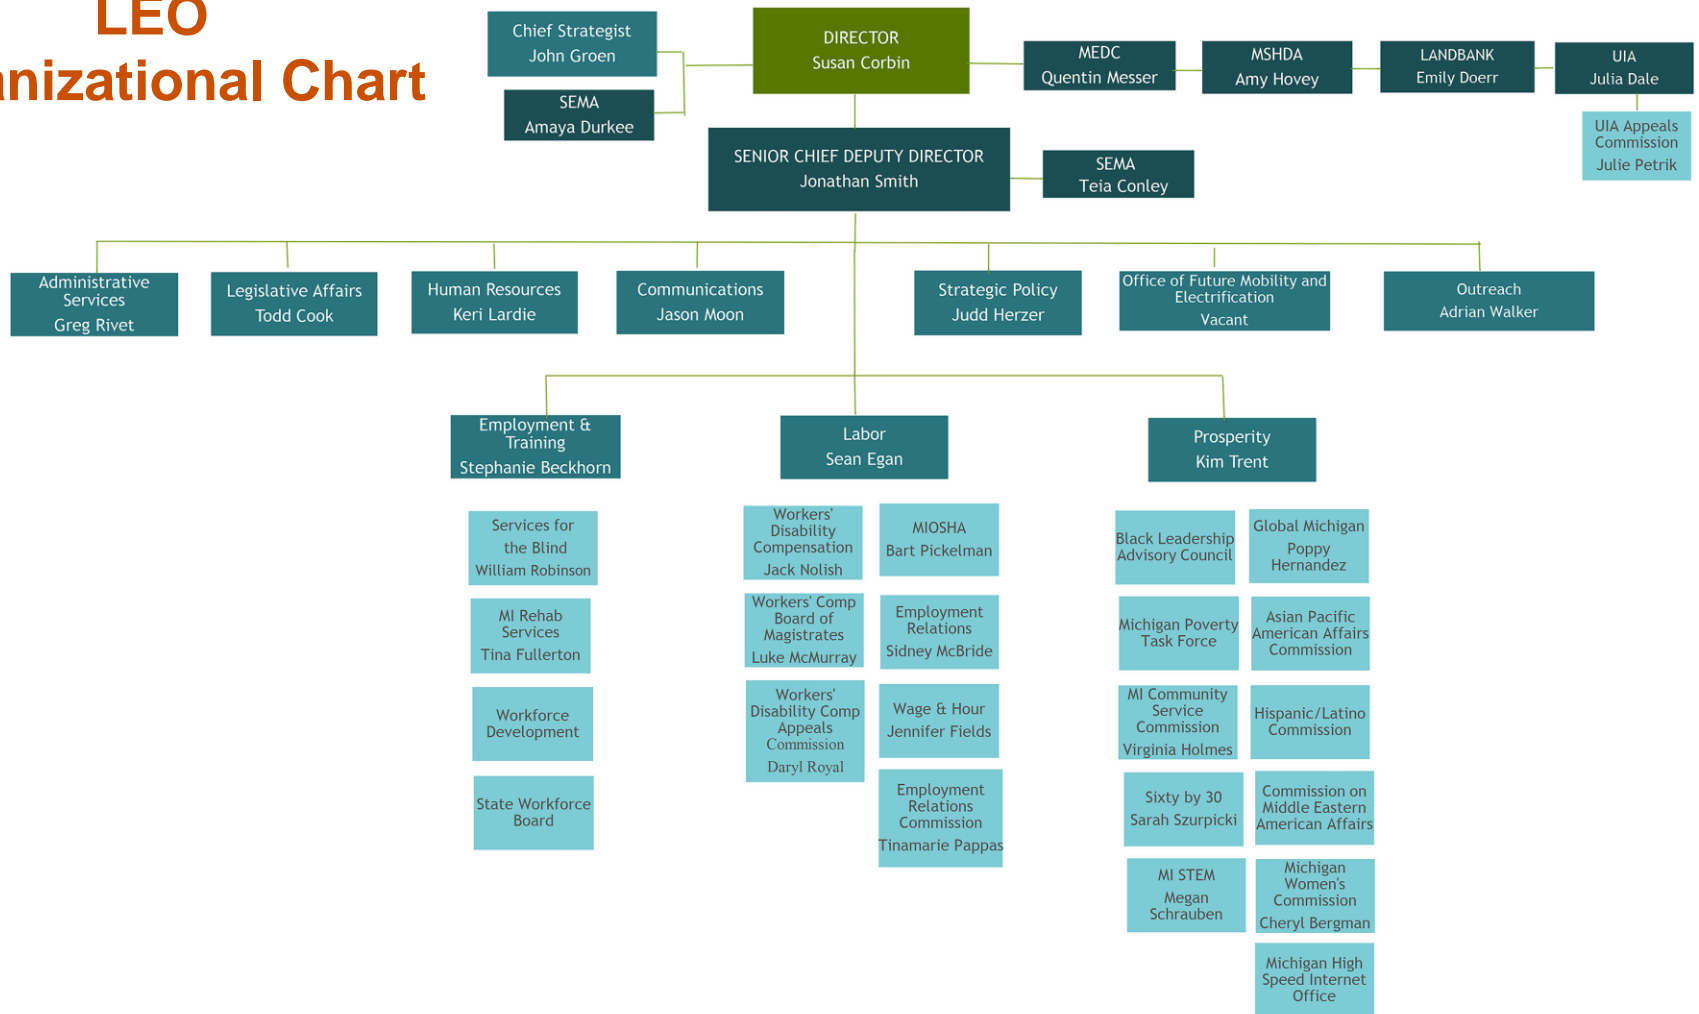 LEO
anizational Chart
Chief Strategist
John Groen
SEMA
Amaya Durkee
DIRECTOR
Susan Corbin
MEDC
Quentin Messer
MSHDA
Amy Hovey
LANDBANK
Emily Doerr
UIA
Julia Dale
UIA Appeals
Commission
Julie Petrik
SENIOR CHIEF DEPUTY DIRECTOR
Jonathan Smith
SEMA
Teia Conley
Administrative
Services
Greg Rivet
Legislative Affairs
Todd Cook
Human Resources
Keri Lardie
Communications
Jason Moon
Strategic Policy
Judd Herzer
Office of Future Mobility and
Electrification
Vacant
Outreach
Adrian Walker
Employment &
Training
Stephanie Beckhorn
Labor
Sean Egan
Prosperity
Kim Trent
Services for
the Blind
William Robinson
MI Rehab
Services
Tina Fullerton
Workforce
Development
State Workforce
Board
Workers'
Disability
Compensation
Jack Nolish
Workers' Comp
Board of
Magistrates
Luke McMurray
Workers'
Disability Comp
Appeals
Commission
Daryl Royal
MIOSHA
Bart Pickelman
Employment
Relations
Sidney McBride
Wage & Hour
Jennifer Fields
Employment
Relations
Commission
Tinamarie Pappas
Black Leadership
Advisory Council
Michigan Poverty
Task Force
MI Community
Service
Commission
Virginia Holmes
Sixty by 30
Sarah Szurpicki
MI STEM
Megan
Schrauben
Global Michigan
Poppy
Hernandez
Asian Pacific
American Affairs
Commission
Hispanic/Latino
Commission
Commission on
Middle Eastern
American Affairs
Michigan
Women's
Commission
Cheryl Bergman
Michigan High
Speed Internet
Office